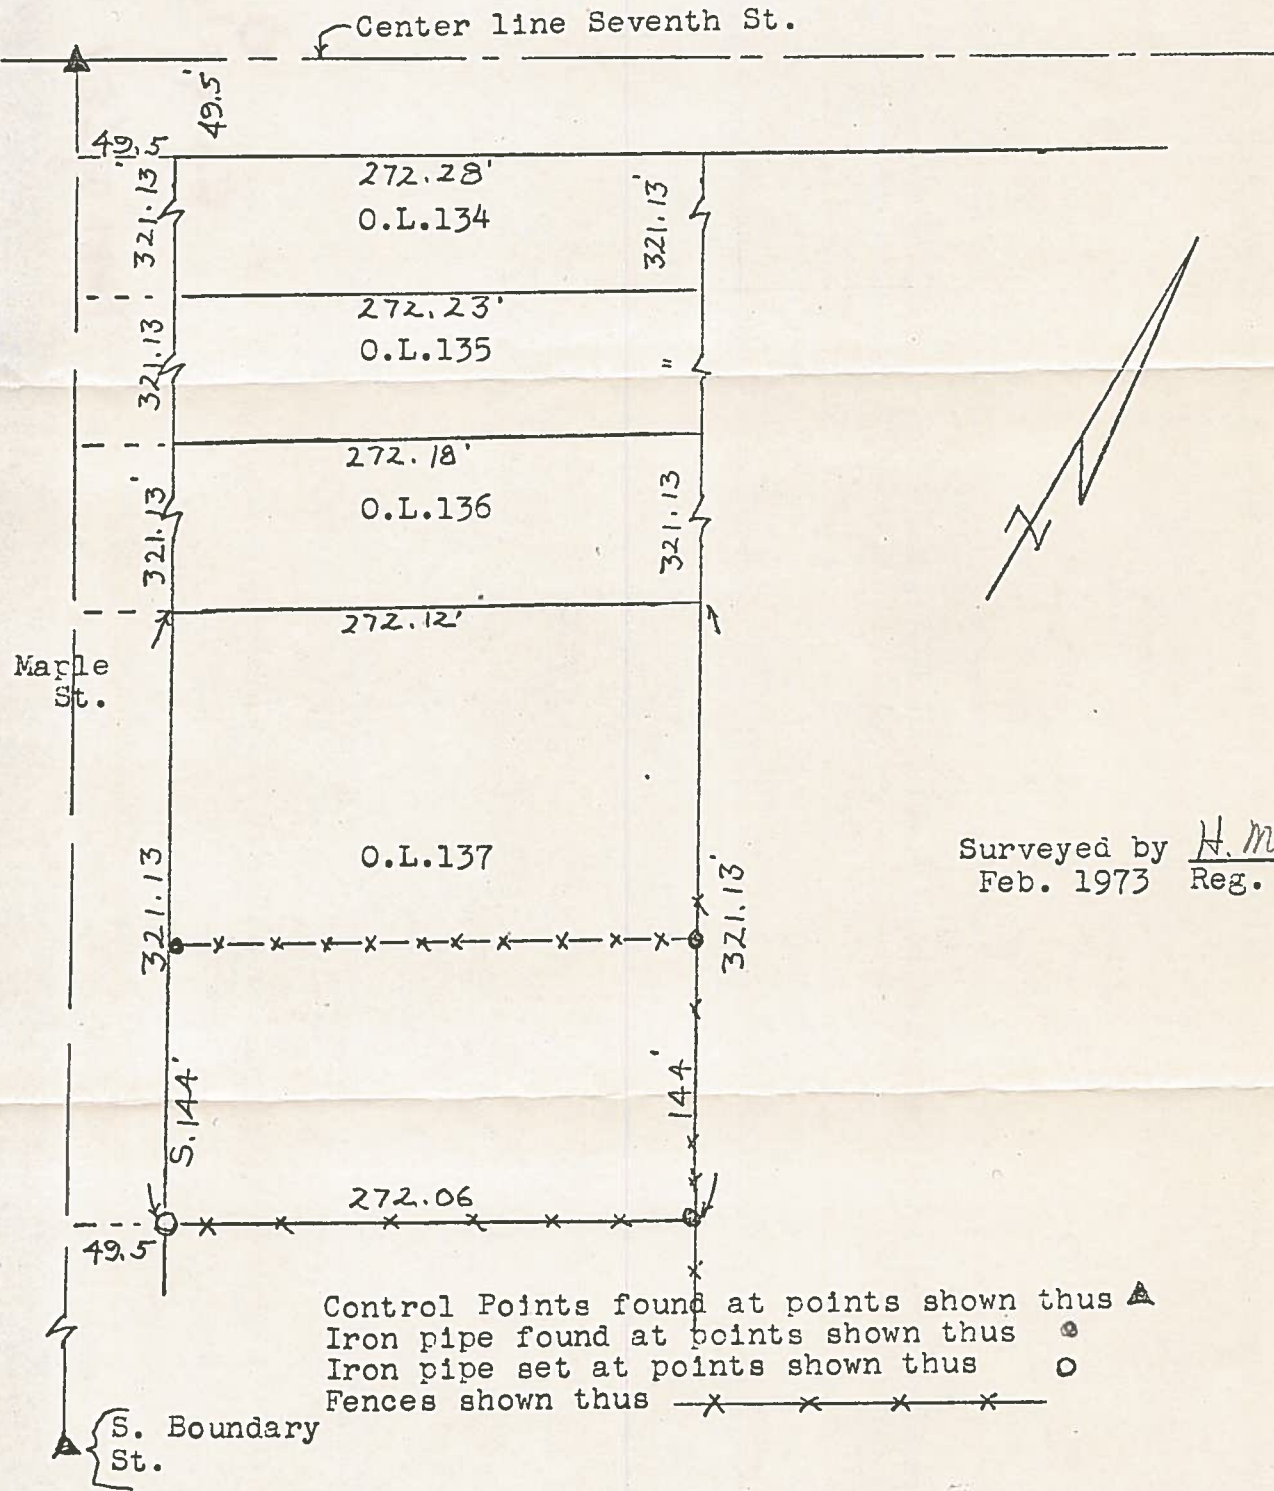 Center line Seventh St.
49.5'
49.5
272.28'
321.13'
321.13'
O.L.134
272.23'
321.13
O.L.135
"
272.18'
321.13'
321.13
O.L.136
272.12'
Maple
St.
O.L.137
321.13
321.13'
Surveyed by H. M
Feb. 1973 Reg.
S. 144'
144'
272.06
49.5
Control Points found at points shown thus
Iron pipe found at points shown thus
Iron pipe set at points shown thus
Fences shown thus
S. Boundary
St.
N